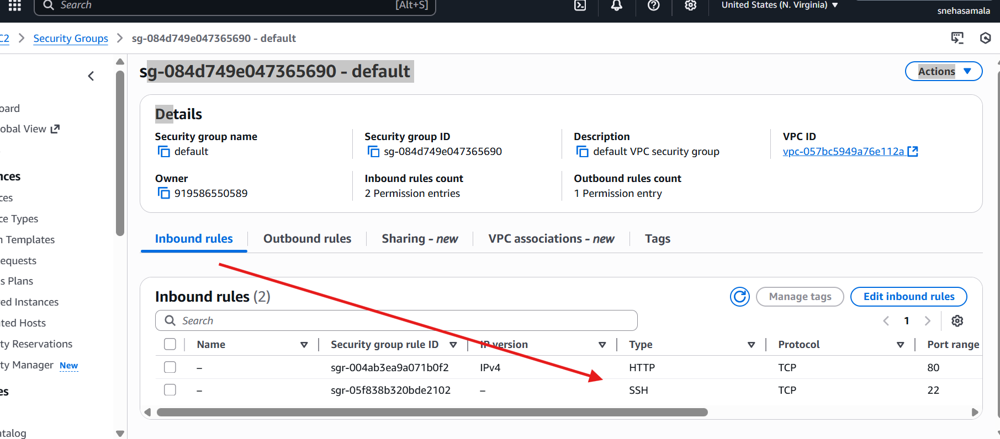 Search [Alt+S] United States (N. Virginia)
snehasamala
C2 > Security Groups > sg-084d749e047365690 - default
sg-084d749e047365690 - default
Actions
oard
obal View
nces
ces
ce Types
n Templates
equests
s Plans
ed Instances
ted Hosts
ty Reservations
ty Manager New
es
atalog
Details
Security group name
default
Security group ID
sg-084d749e047365690
Description
default VPC security group
VPC ID
vpc-057bc5949a76e112a
Owner
919586550589
Inbound rules count
2 Permission entries
Outbound rules count
1 Permission entry
Inbound rules Outbound rules Sharing - new VPC associations - new Tags
Inbound rules (2)
Manage tags Edit inbound rules
Search
1
Name Security group rule ID IP version Type Protocol Port range
– sgr-004ab3ea9a071b0f2 IPv4 HTTP TCP 80
– sgr-05f838b320bde2102 – SSH TCP 22